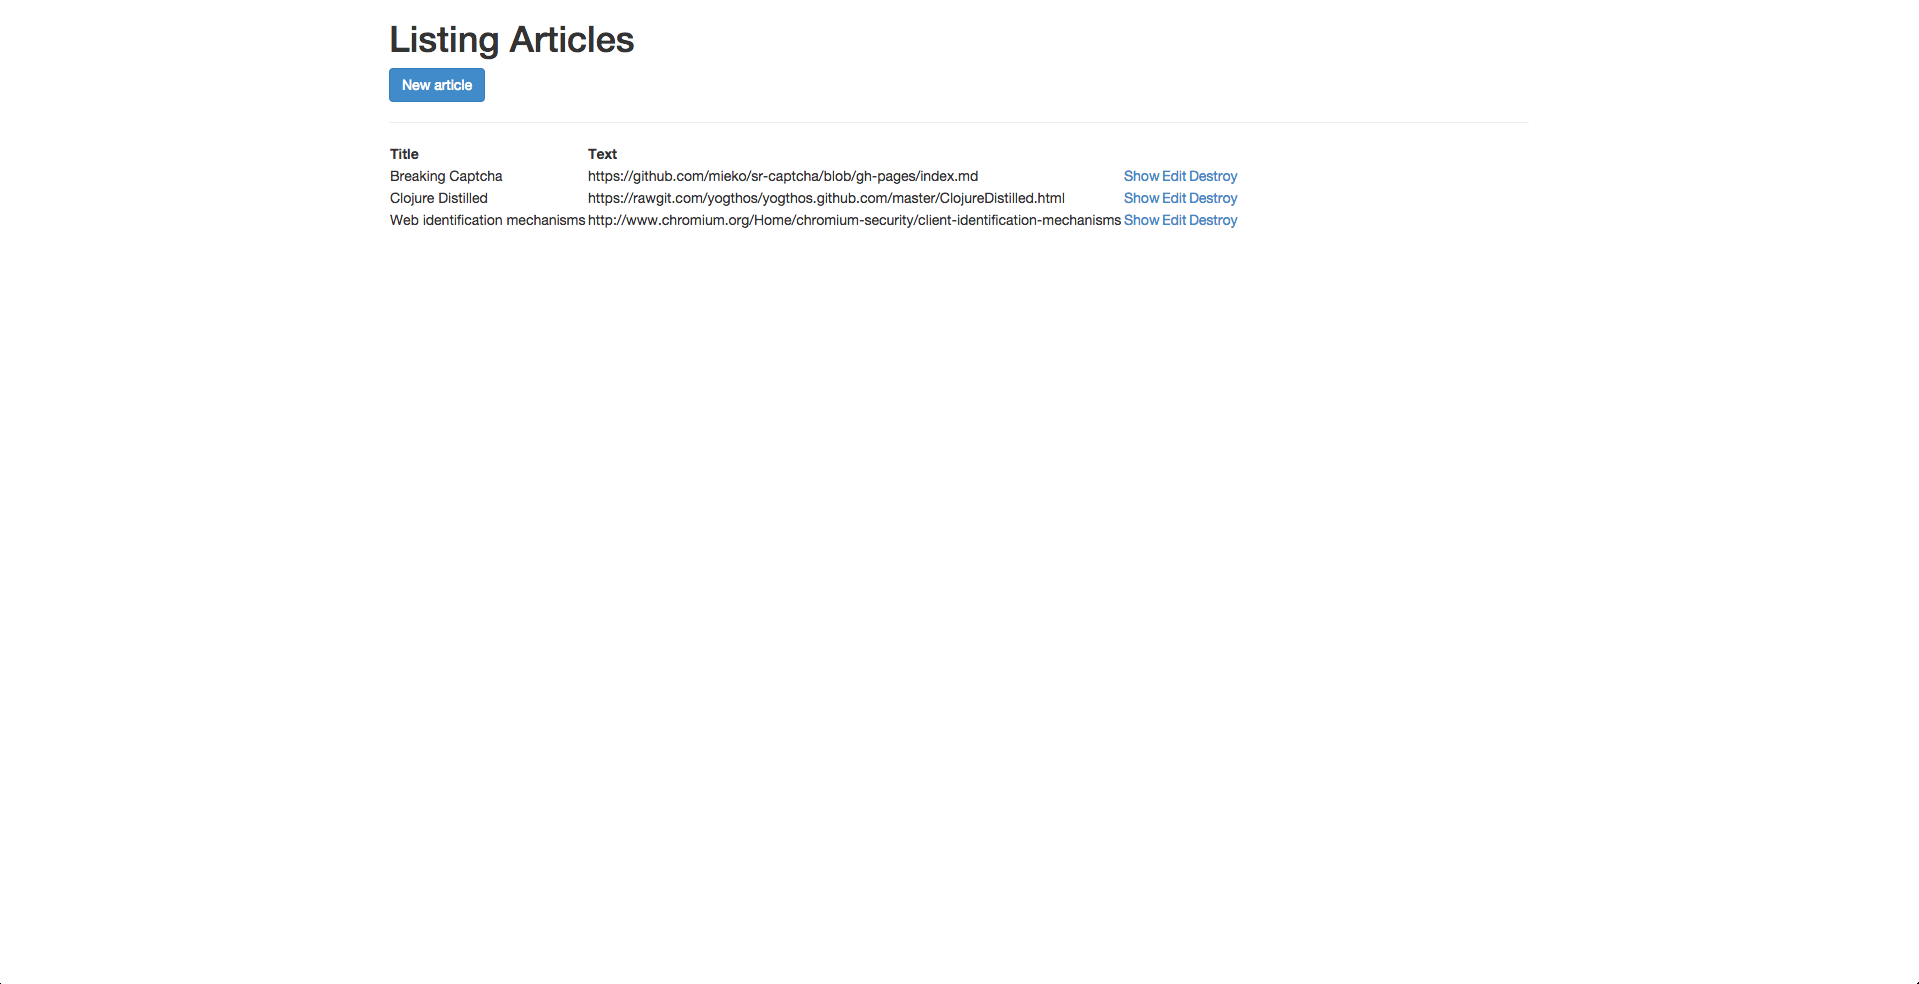 Listing Articles
New article
Title Text
Breaking Captcha https://github.com/mieko/sr-captcha/blob/gh-pages/index.md Show Edit Destroy
Clojure Distilled https://rawgit.com/yogthos/yogthos.github.com/master/ClojureDistilled.html Show Edit Destroy
Web identification mechanisms http://www.chromium.org/Home/chromium-security/client-identification-mechanisms Show Edit Destroy